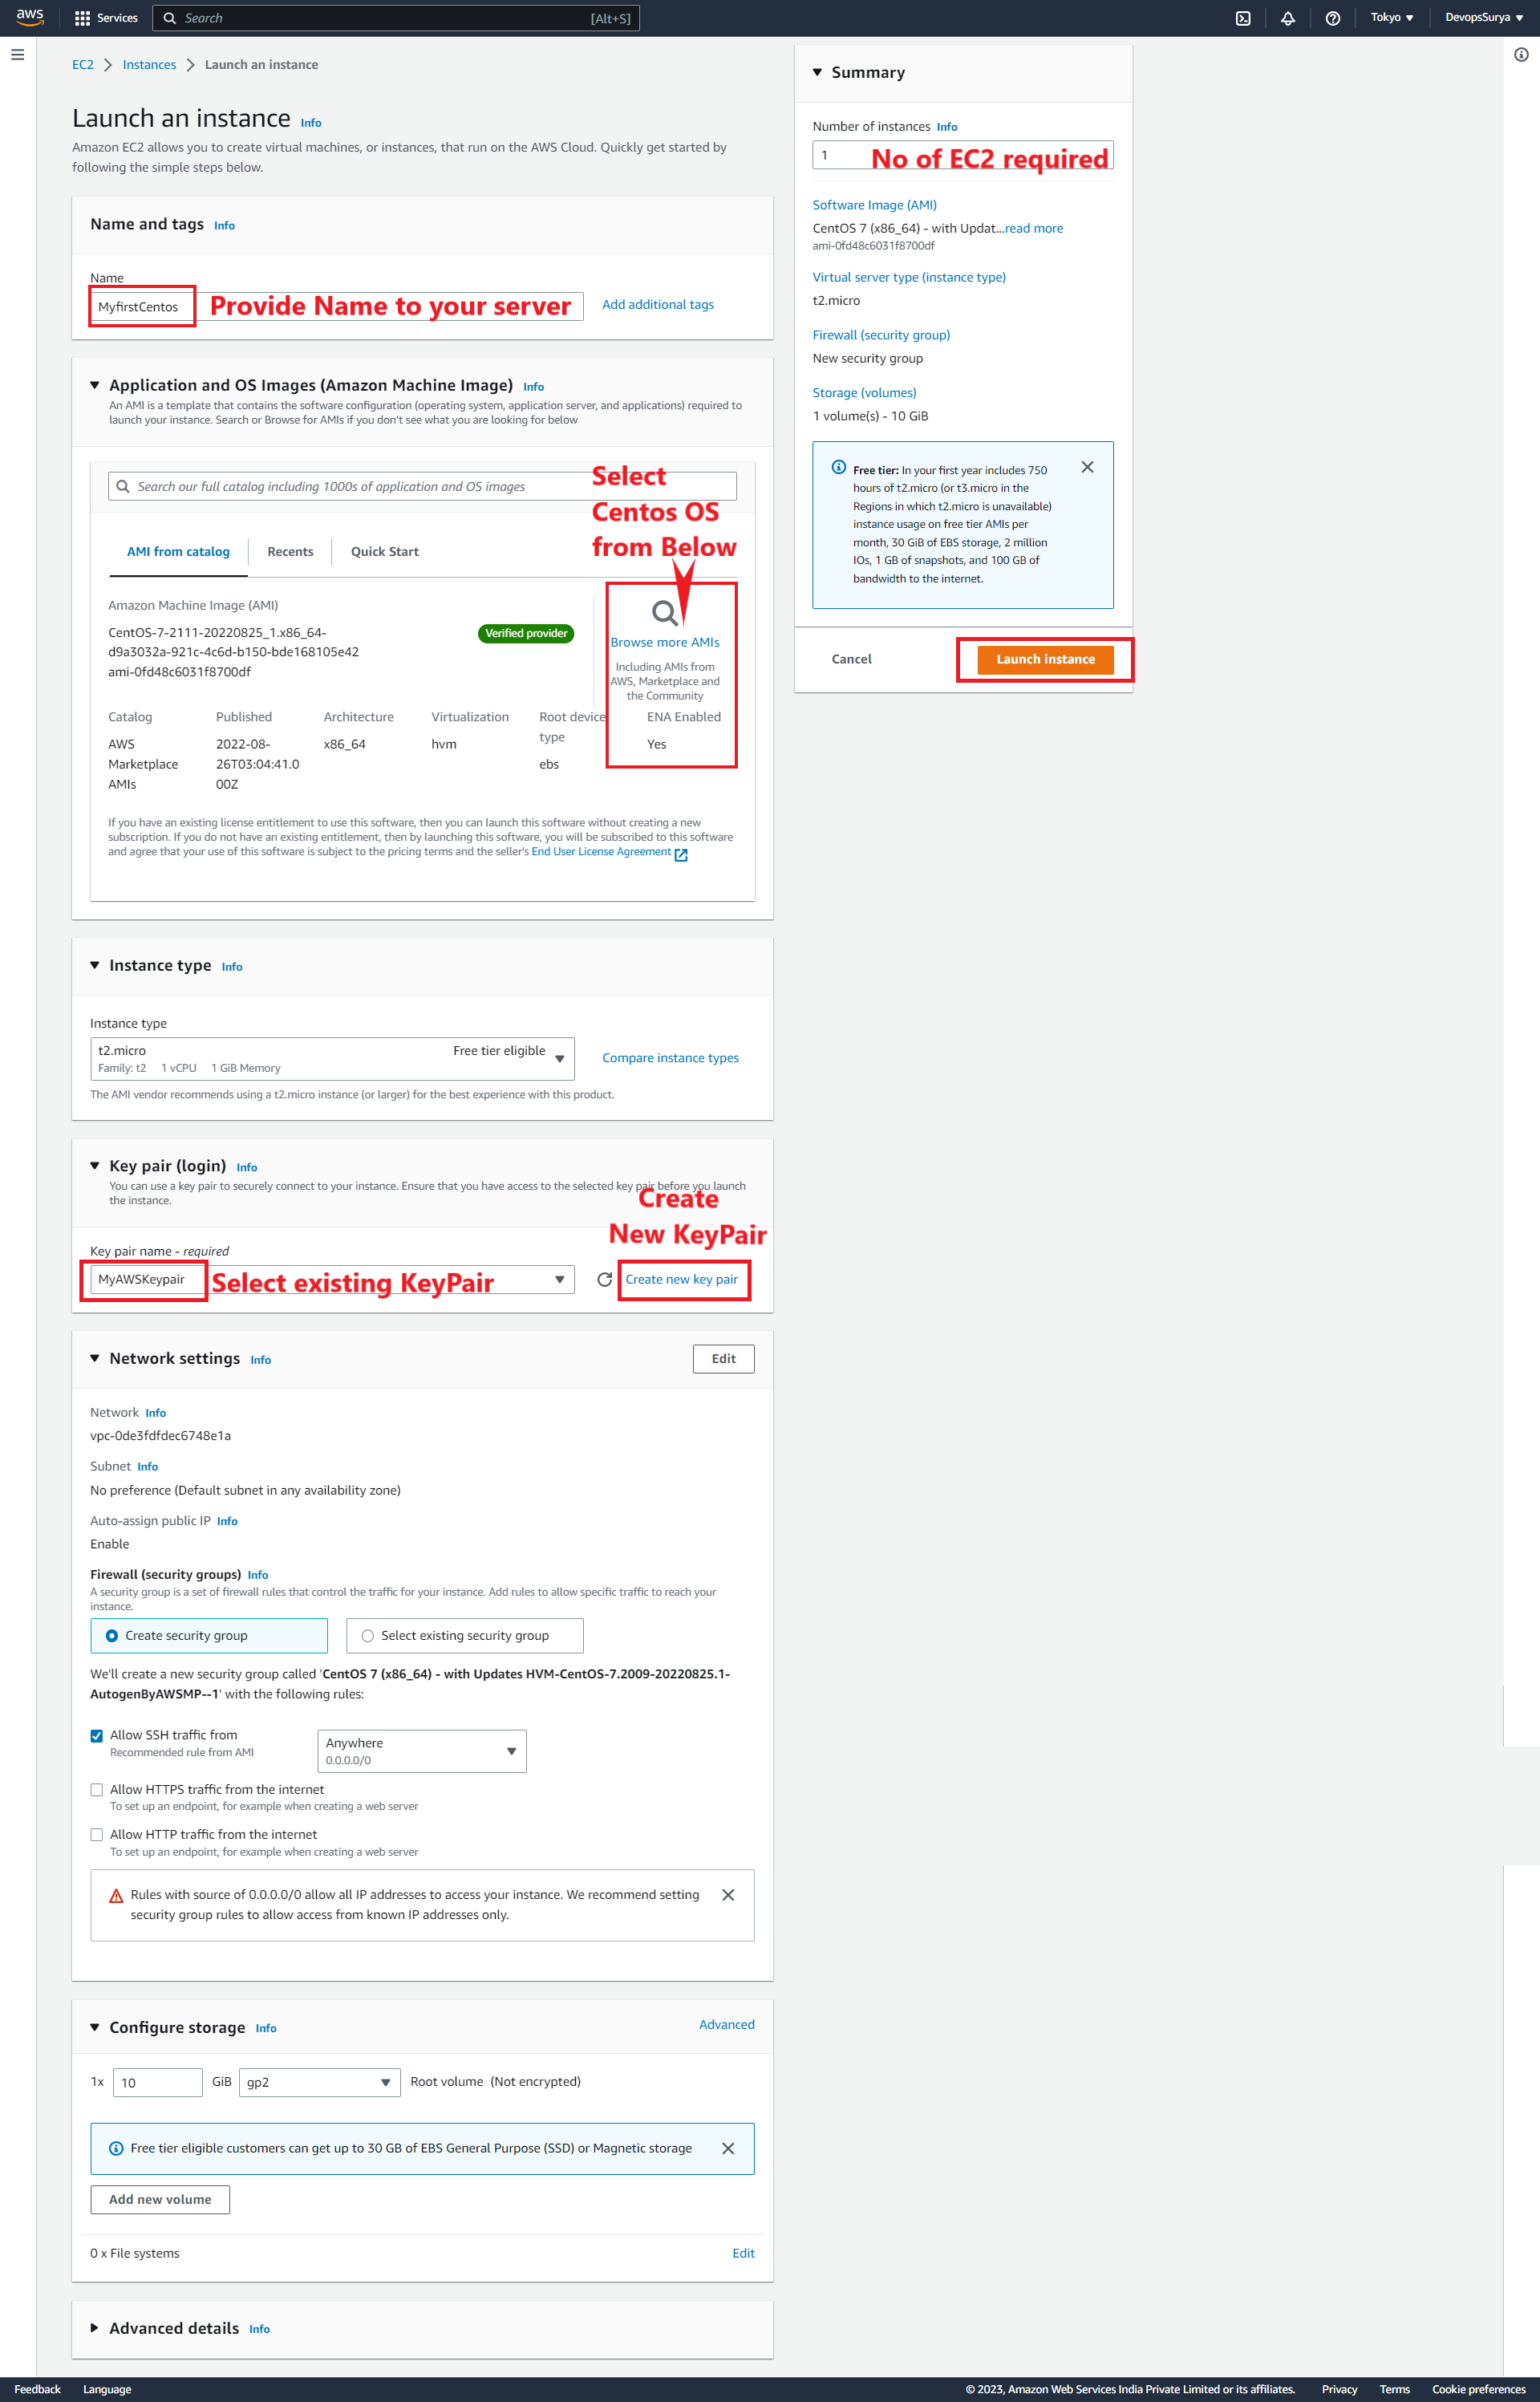 aws
Services
Search
[Alt+S]
Tokyo
DevopsSurya
EC2
Instances
Launch an instance
Launch an instance Info
Amazon EC2 allows you to create virtual machines, or instances, that run on the AWS Cloud. Quickly get started by
following the simple steps below.
Name and tags Info
Name
MyfirstCentos
Provide Name to your server
Add additional tags
Application and OS Images (Amazon Machine Image) Info
An AMI is a template that contains the software configuration (operating system, application server, and applications) required to
launch your instance. Search or Browse for AMIs if you don't see what you are looking for below
Search our full catalog including 1000s of application and OS images
Select
Centos OS
from Below
AMI from catalog
Recents
Quick Start
Amazon Machine Image (AMI)
CentOS-7-2111-20220825_1.x86_64-
d9a3032a-921c-4c6d-b150-bde168105e42
ami-0fd48c6031f8700df
Verified provider
Browse more AMIs
Including AMIs from
AWS, Marketplace and
the Community
Catalog
AWS
Marketplace
AMIs
Published
2022-08-
26T03:04:41.0
00Z
Architecture
x86_64
Virtualization
hvm
Root device
type
ebs
ENA Enabled
Yes
If you have an existing license entitlement to use this software, then you can launch this software without creating a new
subscription. If you do not have an existing entitlement, then by launching this software, you will be subscribed to this software
and agree that your use of this software is subject to the pricing terms and the seller's End User License Agreement
Instance type Info
Instance type
t2.micro
Free tier eligible
Family: t2 1 vCPU 1 GiB Memory
Compare instance types
The AMI vendor recommends using a t2.micro instance (or larger) for the best experience with this product.
Key pair (login) Info
You can use a key pair to securely connect to your instance. Ensure that you have access to the selected key pair before you launch
the instance.
Create
New KeyPair
Key pair name - required
MyAWSKeypair
Select existing KeyPair
Create new key pair
Network settings Info
Edit
Network Info
vpc-0de3fdfdec6748e1a
Subnet Info
No preference (Default subnet in any availability zone)
Auto-assign public IP Info
Enable
Firewall (security groups) Info
A security group is a set of firewall rules that control the traffic for your instance. Add rules to allow specific traffic to reach your
instance.
Create security group
Select existing security group
We'll create a new security group called 'CentOS 7 (x86_64) - with Updates HVM-CentOS-7.2009-20220825.1-
AutogenByAWSMP--1' with the following rules:
Allow SSH traffic from
Recommended rule from AMI
Anywhere
0.0.0.0/0
Allow HTTPS traffic from the internet
To set up an endpoint, for example when creating a web server
Allow HTTP traffic from the internet
To set up an endpoint, for example when creating a web server
Rules with source of 0.0.0.0/0 allow all IP addresses to access your instance. We recommend setting
security group rules to allow access from known IP addresses only.
Configure storage Info
Advanced
1x 10 GiB gp2 Root volume (Not encrypted)
Free tier eligible customers can get up to 30 GB of EBS General Purpose (SSD) or Magnetic storage
Add new volume
0 x File systems
Edit
Advanced details Info
Summary
Number of instances Info
1
No of EC2 required
Software Image (AMI)
CentOS 7 (x86_64) - with Updat...read more
ami-0fd48c6031f8700df
Virtual server type (instance type)
t2.micro
Firewall (security group)
New security group
Storage (volumes)
1 volume(s) - 10 GiB
Free tier: In your first year includes 750
hours of t2.micro (or t3.micro in the
Regions in which t2.micro is unavailable)
instance usage on free tier AMIs per
month, 30 GiB of EBS storage, 2 million
IOs, 1 GB of snapshots, and 100 GB of
bandwidth to the internet.
Cancel
Launch instance
Feedback
Language
© 2023, Amazon Web Services India Private Limited or its affiliates.
Privacy
Terms
Cookie preferences